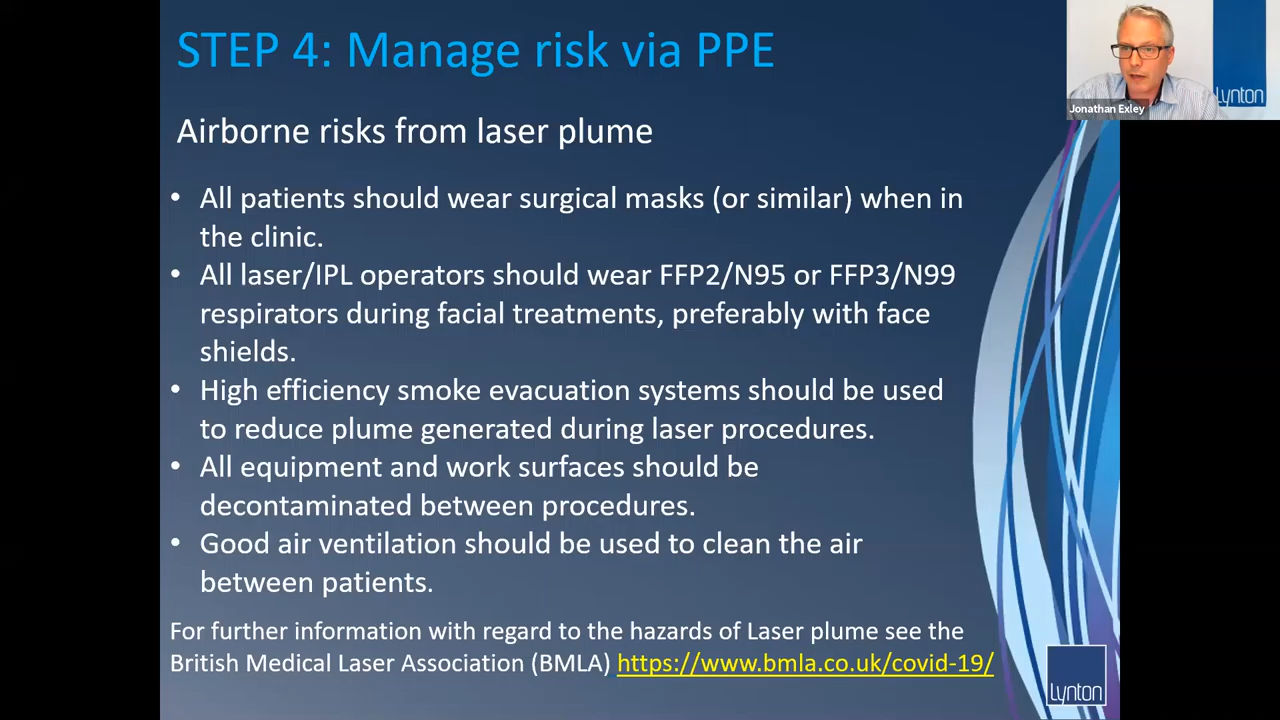 STEP 4: Manage risk via PPE
Airborne risks from laser plume
• All patients should wear surgical masks (or similar) when in
the clinic.
• All laser/IPL operators should wear FFP2/N95 or FFP3/N99
respirators during facial treatments, preferably with face
shields.
• High efficiency smoke evacuation systems should be used
to reduce plume generated during laser procedures.
• All equipment and work surfaces should be
decontaminated between procedures.
• Good air ventilation should be used to clean the air
between patients.
For further information with regard to the hazards of Laser plume see the
British Medical Laser Association (BMLA) https://www.bmla.co.uk/covid-19/
Lynton
Jonathan Exley
Lynton